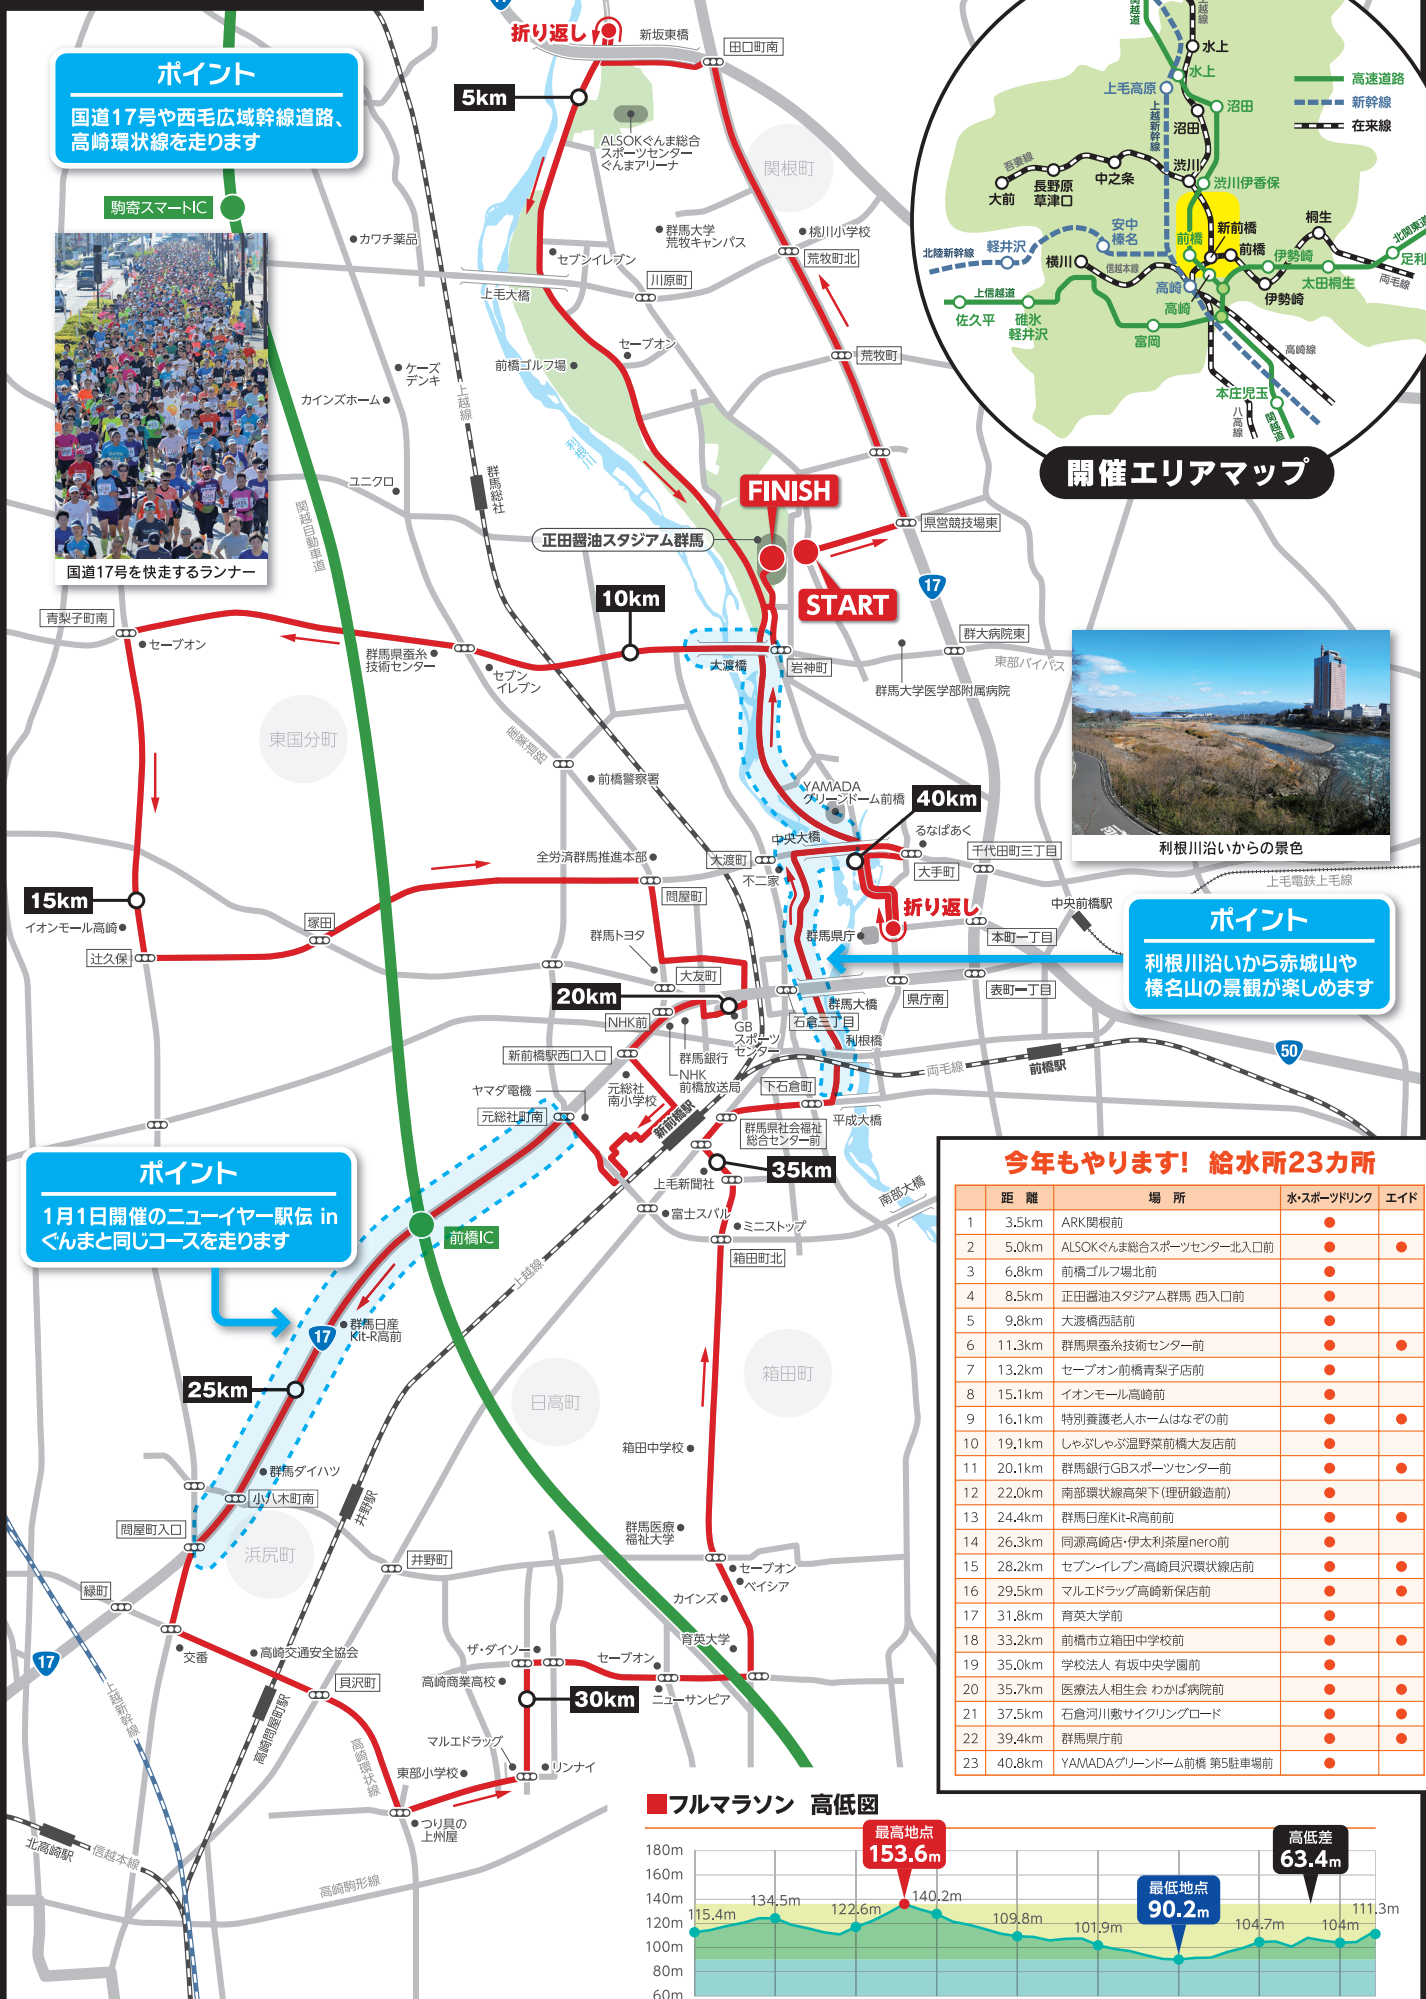 ポイント
国道17号や西毛広域幹線道路、
高崎環状線を走ります
駒寄スマートIC
国道17号を快走するランナー
折り返し
新坂東橋
田口町南
5km
ALSOKぐんま総合
スポーツセンター
ぐんまアリーナ
関根町
カワチ薬品
群馬大学
荒牧キャンパス
桃川小学校
荒牧町北
セブンイレブン
川原町
上毛大橋
セーブオン
荒牧町
前橋ゴルフ場
ケーズ
デンキ
カインズホーム
上越線
利根川
群馬総社
ユニクロ
関越自動車道
FINISH
正田醤油スタジアム群馬
県営競技場東
START
17
10km
青梨子町南
セーブオン
群馬県蚕糸
技術センター
セブン
イレブン
大渡橋
岩神町
群大病院東
東部バイパス
群馬大学医学部附属病院
東国分町
産業道路
前橋警察署
YAMADA
グリーンドーム前橋
40km
中央大橋
るなぱあく
大渡町
千代田町三丁目
大手町
不二家
全労済群馬推進本部
問屋町
15km
イオンモール高崎
塚田
辻久保
群馬トヨタ
大友町
折り返し
群馬県庁
本町一丁目
中央前橋駅
上毛電鉄上毛線
利根川沿いからの景色
ポイント
利根川沿いから赤城山や
榛名山の景観が楽しめます
20km
NHK前
GB
スポーツ
センター
石倉三丁目
群馬大橋
県庁南
表町一丁目
利根橋
新前橋駅西口入口
群馬銀行
NHK
前橋放送局
元総社
南小学校
ヤマダ電機
元総社町南
下石倉町
両毛線
前橋駅
50
新前橋駅
群馬県社会福祉
総合センター前
平成大橋
35km
上毛新聞社
南部大橋
富士スバル
ミニストップ
箱田町北
ポイント
1月1日開催のニューイヤー駅伝 in
ぐんまと同じコースを走ります
前橋IC
上越線
群馬日産
Kit-R高前
17
25km
日高町
箱田町
箱田中学校
群馬ダイハツ
小八木町南
井野駅
問屋町入口
浜尻町
井野町
群馬医療
福祉大学
セーブオン
ベイシア
カインズ
緑町
育英大学
17
交番
高崎交通安全協会
貝沢町
ザ・ダイソー
高崎商業高校
セーブオン
ニューサンピア
30km
上越新幹線
高崎問屋町駅
高崎環状線
マルエドラッグ
リンナイ
東部小学校
つり具の
上州屋
北高崎駅
信越本線
高崎駒形線
関越道
上越線
水上
水上
上毛高原
上越新幹線
沼田
沼田
高速道路
新幹線
在来線
吾妻線
大前
長野原
草津口
中之条
渋川
渋川伊香保
北陸新幹線
軽井沢
安中
榛名
横川
信越本線
前橋
新前橋
前橋
桐生
北関東道
足利
伊勢崎
太田桐生
両毛線
伊勢崎
上信越道
佐久平
碓氷
軽井沢
高崎
高崎
富岡
高崎線
本庄児玉
八高線
関越道
開催エリアマップ
今年もやります! 給水所23カ所
距離 場所 水・スポーツドリンク エイド
1 3.5km ARK関根前 ●
2 5.0km ALSOKぐんま総合スポーツセンター北入口前 ● ●
3 6.8km 前橋ゴルフ場北前 ●
4 8.5km 正田醤油スタジアム群馬 西入口前 ●
5 9.8km 大渡橋西詰前 ●
6 11.3km 群馬県蚕糸技術センター前 ● ●
7 13.2km セーブオン前橋青梨子店前 ●
8 15.1km イオンモール高崎前 ●
9 16.1km 特別養護老人ホームはなぞの前 ● ●
10 19.1km しゃぶしゃぶ温野菜前橋大友店前 ●
11 20.1km 群馬銀行GBスポーツセンター前 ● ●
12 22.0km 南部環状線高架下(理研鍛造前) ●
13 24.4km 群馬日産Kit-R高前前 ● ●
14 26.3km 同源高崎店・伊太利茶屋nero前 ●
15 28.2km セブン-イレブン高崎貝沢環状線店前 ● ●
16 29.5km マルエドラッグ高崎新保店前 ● ●
17 31.8km 育英大学前 ●
18 33.2km 前橋市立箱田中学校前 ● ●
19 35.0km 学校法人 有坂中央学園前 ●
20 35.7km 医療法人相生会 わかば病院前 ● ●
21 37.5km 石倉河川敷サイクリングロード ● ●
22 39.4km 群馬県庁前 ● ●
23 40.8km YAMADAグリーンドーム前橋 第5駐車場前 ●
■フルマラソン 高低図
180m
160m
140m
120m
100m
80m
60m
115.4m
134.5m
122.6m
最高地点
153.6m
140.2m
109.8m
101.9m
最低地点
90.2m
104.7m
高低差
63.4m
104m
111.3m